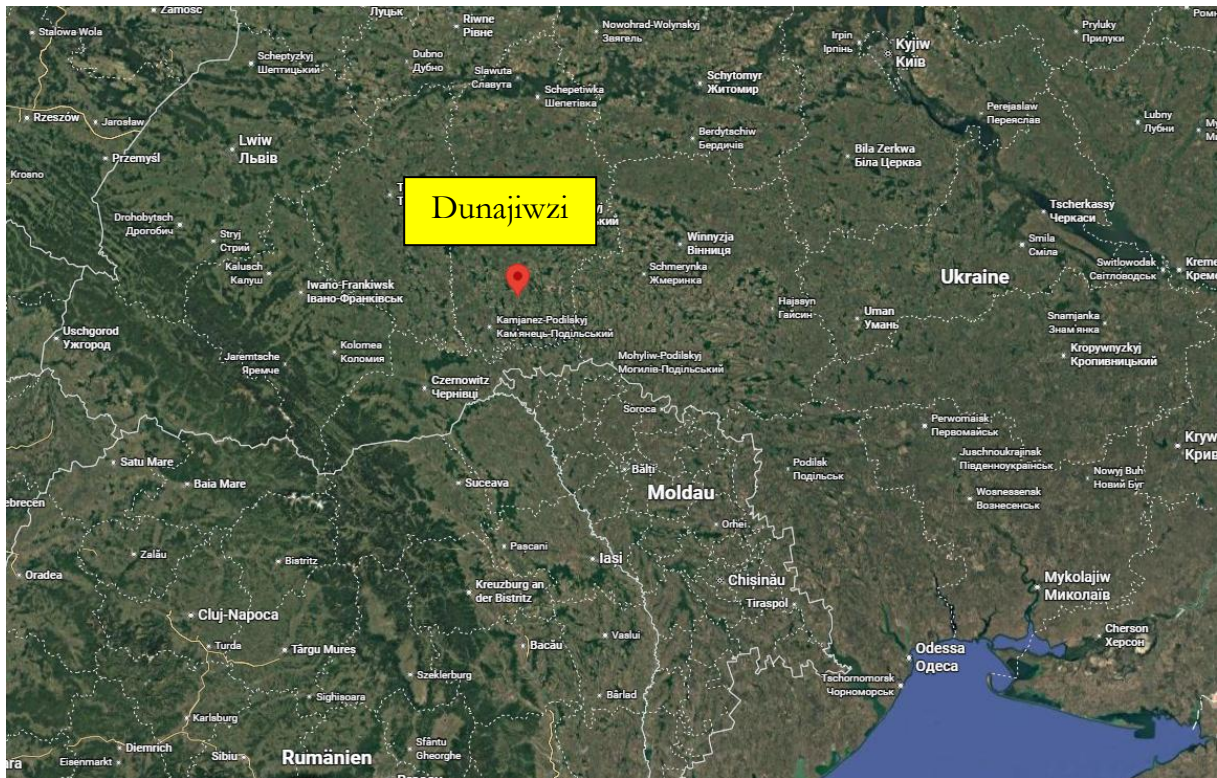 Zamość
Луцьк
Riwne
Рівне
Nowohrad-Wolynskyj
Звягель
Irpin
Ірпінь
Kyjiw
Київ
Pryluky
Прилуки
Stalowa Wola
Scheptyzkyj
Шептицький
Dubno
Дубно
Slawuta
Славута
Schepetiwka
Шепетівка
Schytomyr
Житомир
Perejaslaw
Переяслав
Lubny
Лубни
Rzeszów
Jarosław
Lwiw
Львів
Berdytschiw
Бердичів
Bila Zerkwa
Біла Церква
Przemyśl
Krosno
Dunajiwzi
Tscherkassy
Черкаси
Drohobytsch
Дрогобич
Stryj
Стрий
Winnyzja
Вінниця
Smila
Сміла
Switlowodsk
Світловодськ
Kalusch
Калуш
Iwano-Frankiwsk
Івано-Франківськ
Schmerynka
Жмеринка
Ukraine
Hajssyn
Гайсин
Uman
Умань
Snamjanka
Знам'янка
Uschgorod
Ужгород
Kamjanez-Podilskyj
Кам'янець-Подільський
Kolomea
Коломия
Jaremtsche
Яремче
Mohyliw-Podilskyj
Могилів-Подільський
Kropywnyzkyj
Кропивницький
Czernowitz
Чернівці
Soroca
Perwomaisk
Первомайськ
Satu Mare
Baia Mare
Suceava
Bălți
Moldau
Podilsk
Подільськ
Juschnoukrajinsk
Південноукраїнськ
Nowyj Buh
Новий Буг
Wosnessensk
Вознесенськ
Orhei
Zalău
Bistritz
Pașcani
Iasi
Oradea
Kreuzburg an
der Bistritz
Chișinău
Mykolajiw
Миколаїв
Cluj-Napoca
Tiraspol
Turda
Târgu Mureș
Bacău
Vaslui
Cherson
Херсон
Odessa
Одеса
Szeklerburg
Tschornomorsk
Чорноморськ
Sighisoara
Bârlad
Karlsburg
Diemrich
Eisenmarkt
Sibiu
Rumänien
Sfântu
Gheorghe